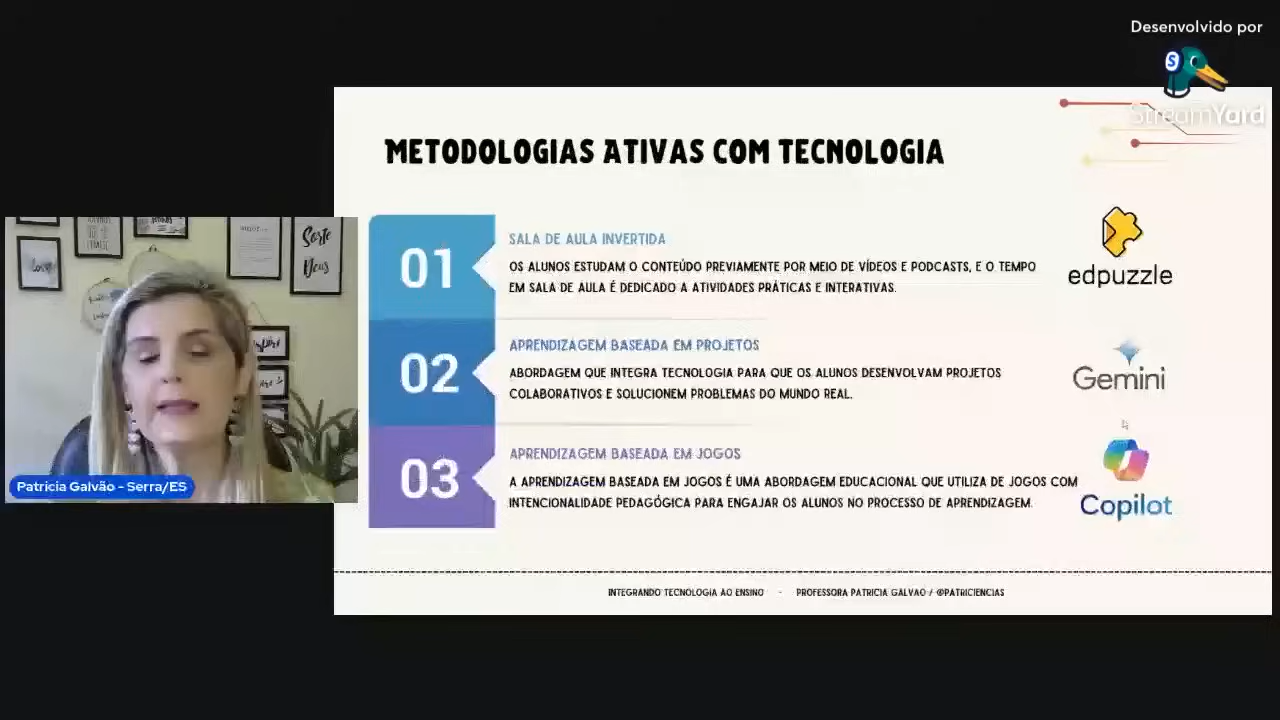 Desenvolvido por
StreamYard
METODOLOGIAS ATIVAS COM TECNOLOGIA
01
SALA DE AULA INVERTIDA
OS ALUNOS ESTUDAM O CONTEÚDO PREVIAMENTE POR MEIO DE VÍDEOS E PODCASTS, E O TEMPO
EM SALA DE AULA É DEDICADO A ATIVIDADES PRÁTICAS E INTERATIVAS.
edpuzzle
02
APRENDIZAGEM BASEADA EM PROJETOS
ABORDAGEM QUE INTEGRA TECNOLOGIA PARA QUE OS ALUNOS DESENVOLVAM PROJETOS
COLABORATIVOS E SOLUCIONEM PROBLEMAS DO MUNDO REAL.
Gemini
03
APRENDIZAGEM BASEADA EM JOGOS
A APRENDIZAGEM BASEADA EM JOGOS É UMA ABORDAGEM EDUCACIONAL QUE UTILIZA DE JOGOS COM
INTENCIONALIDADE PEDAGÓGICA PARA ENGAJAR OS ALUNOS NO PROCESSO DE APRENDIZAGEM.
Copilot
INTEGRANDO TECNOLOGIA AO ENSINO - PROFESSORA PATRICIA GALVAO / @PATRICIENCIAS
Patricia Galvão - Serra/ES